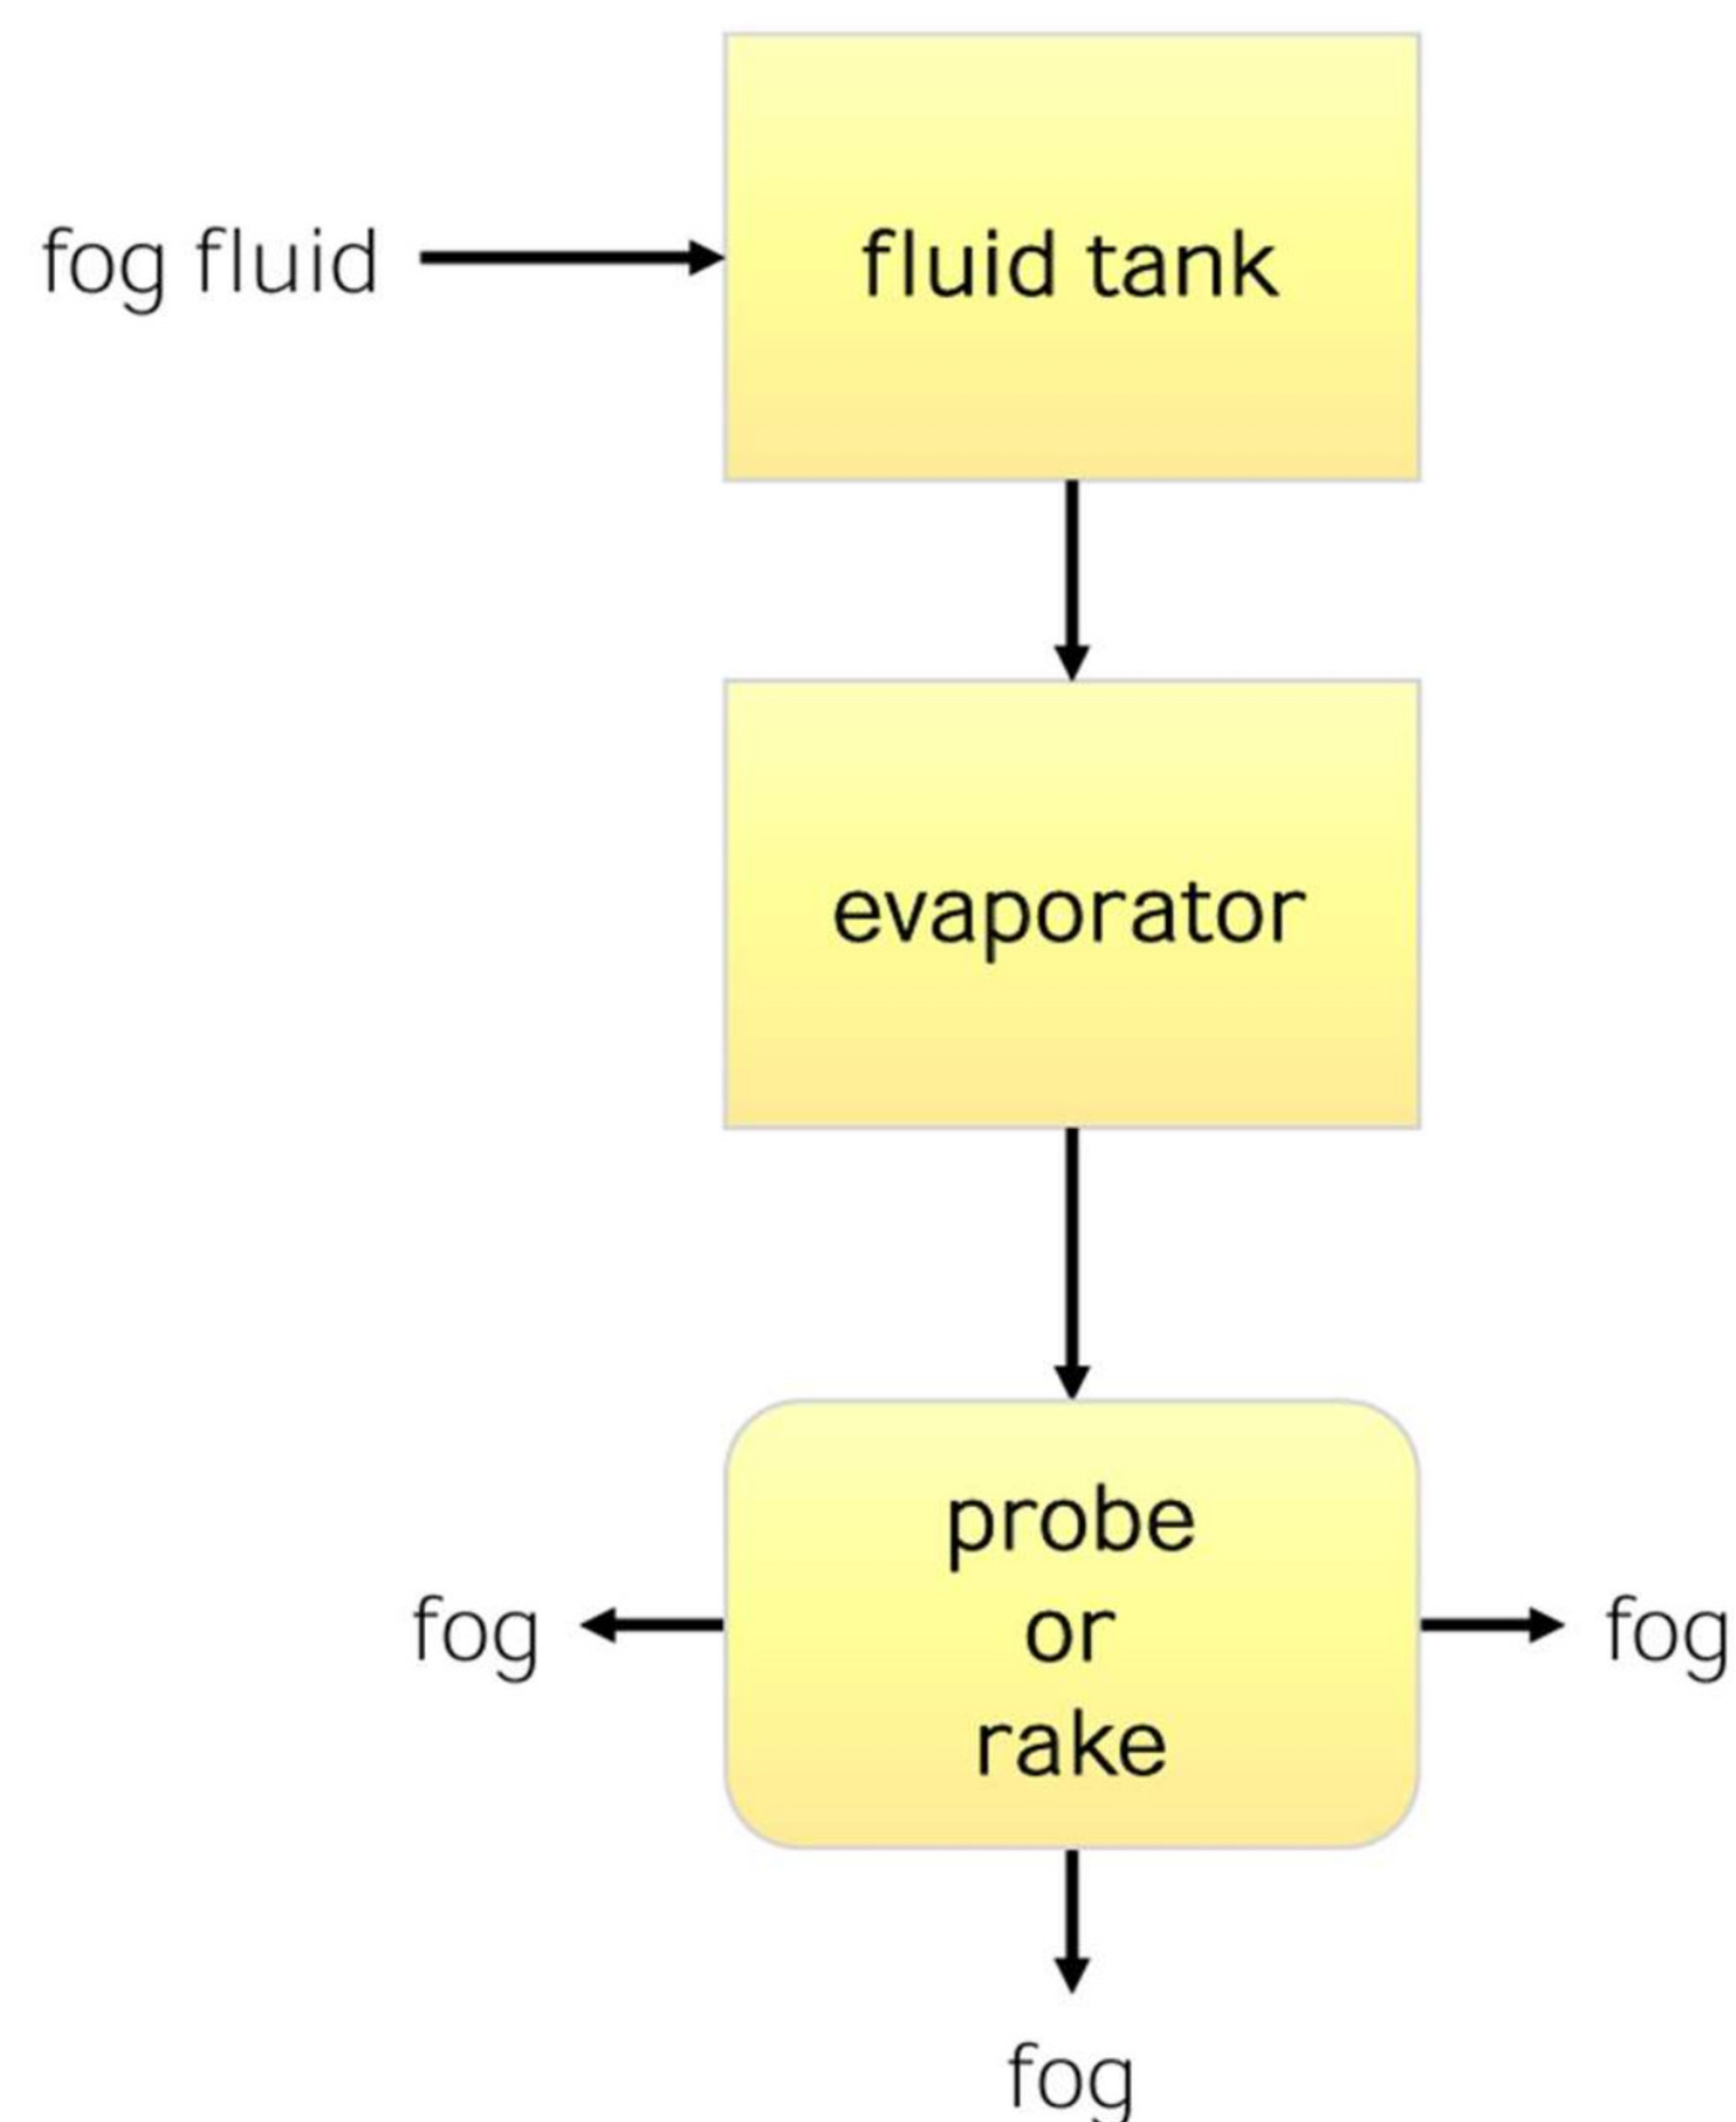 fog fluid
fluid tank
evaporator
probe
or
rake
fog
fog
fog